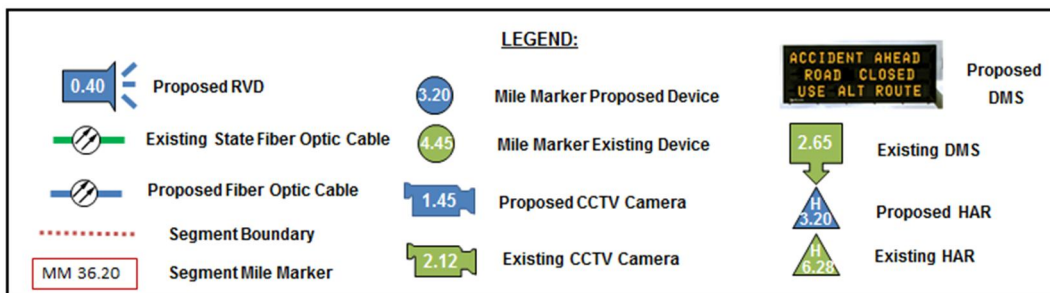 LEGEND:
0.40
Proposed RVD
Existing State Fiber Optic Cable
Proposed Fiber Optic Cable
Segment Boundary
MM 36.20
Segment Mile Marker
3.20
Mile Marker Proposed Device
4.45
Mile Marker Existing Device
1.45
Proposed CCTV Camera
2.12
Existing CCTV Camera
ACCIDENT AHEAD
ROAD CLOSED
USE ALT ROUTE
Proposed
DMS
2.65
Existing DMS
H
3.20
Proposed HAR
H
6.28
Existing HAR